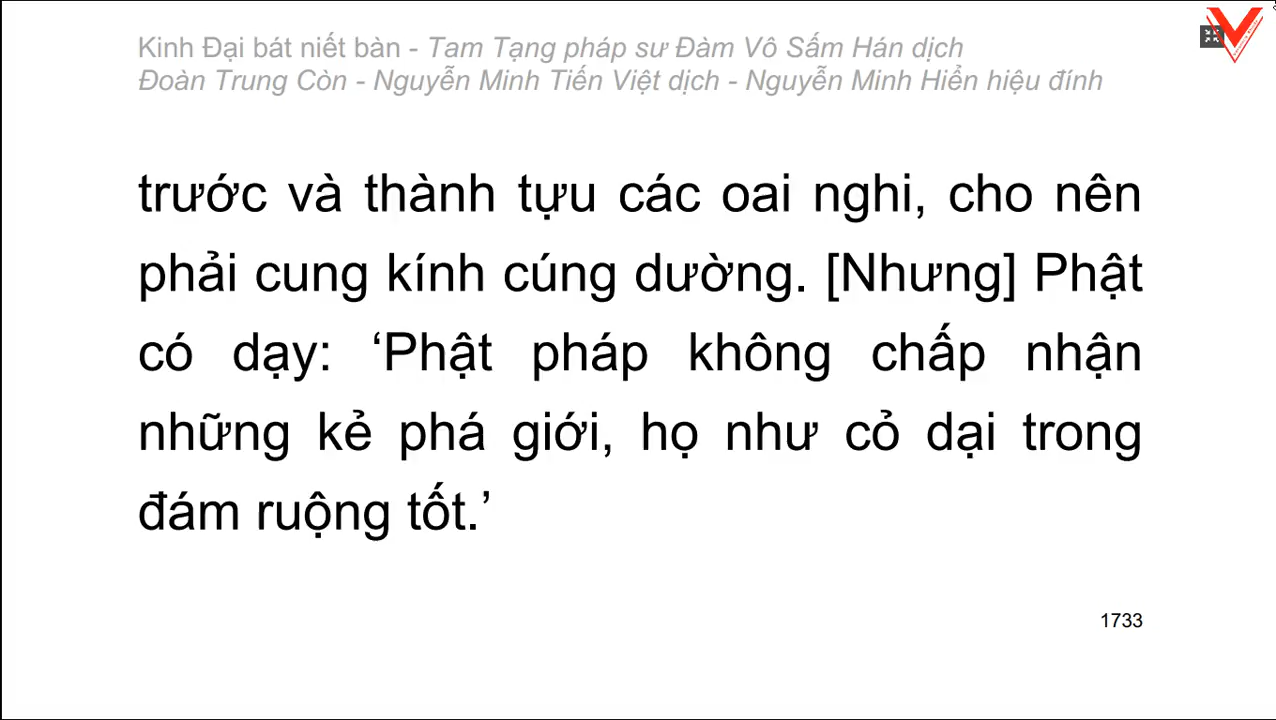 Kinh Đại bát niết bàn - Tam Tạng pháp sư Đàm Vô Sấm Hán dịch
Đoàn Trung Còn - Nguyễn Minh Tiến Việt dịch - Nguyễn Minh Hiển hiệu đính
trước và thành tựu các oai nghi, cho nên
phải cung kính cúng dường. [Nhưng] Phật
có dạy: ‘Phật pháp không chấp nhận
những kẻ phá giới, họ như cỏ dại trong
đám ruộng tốt.’
1733